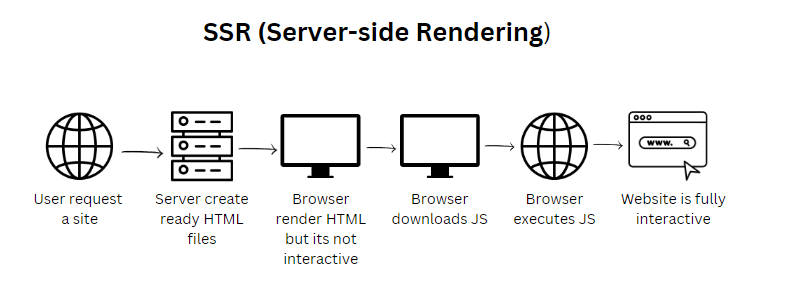 SSR (Server-side Rendering)
User request
a site
Server create
ready HTML
files
Browser
render HTML
but its not
interactive
Browser
downloads JS
Browser
executes JS
www.
Website is fully
interactive